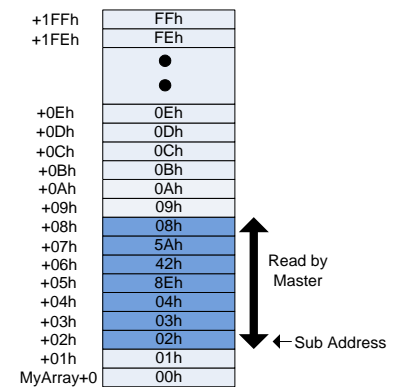 +1FFh FFh
+1FEh FEh
+0Eh 0Eh
+0Dh 0Dh
+0Ch 0Ch
+0Bh 0Bh
+0Ah 0Ah
+09h 09h
+08h 08h
+07h 5Ah
+06h 42h
+05h 8Eh
+04h 04h
+03h 03h
+02h 02h
+01h 01h
MyArray+0 00h
Read by
Master
Sub Address